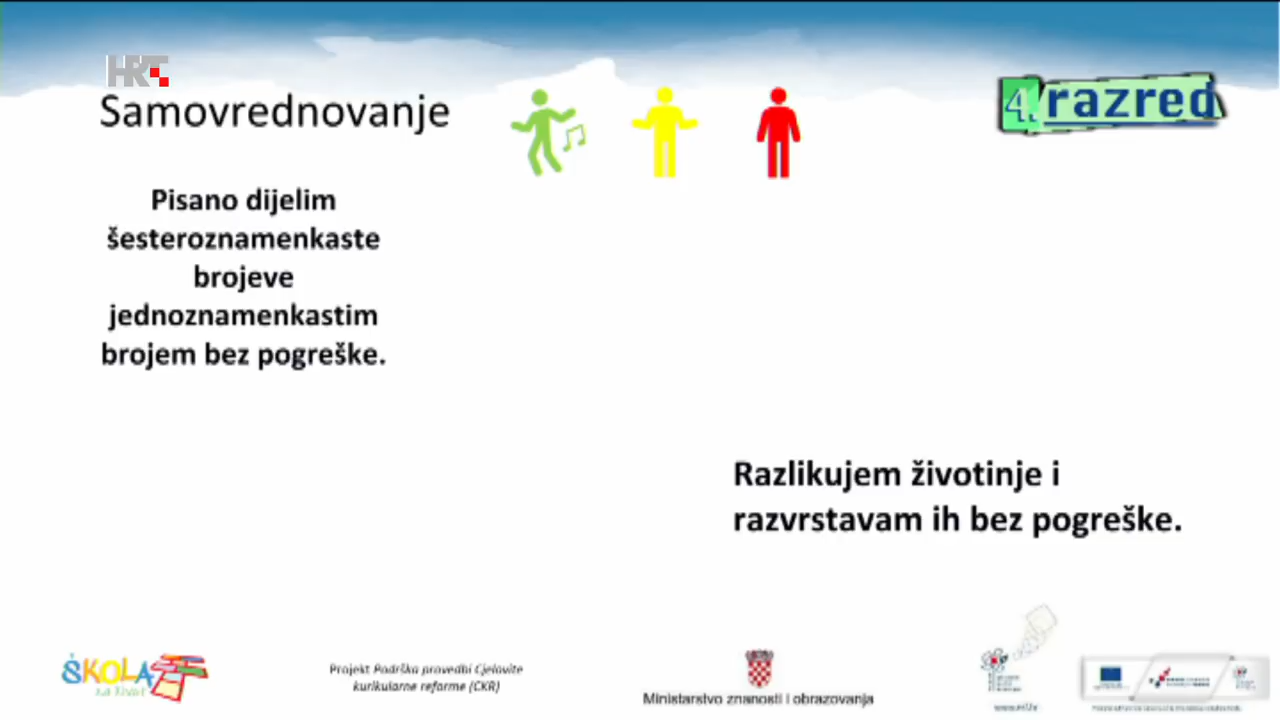 HRT
Samovrednovanje
4. razred
Pisano dijelim
šesteroznamenkaste
brojeve
jednoznamenkastim
brojem bez pogreške.
Razlikujem životinje i
razvrstavam ih bez pogreške.
ŠKOLA
za život
Projekt Podrška provedbi Cjelovite
kurikularne reforme (CKR)
Ministarstvo znanosti i obrazovanja